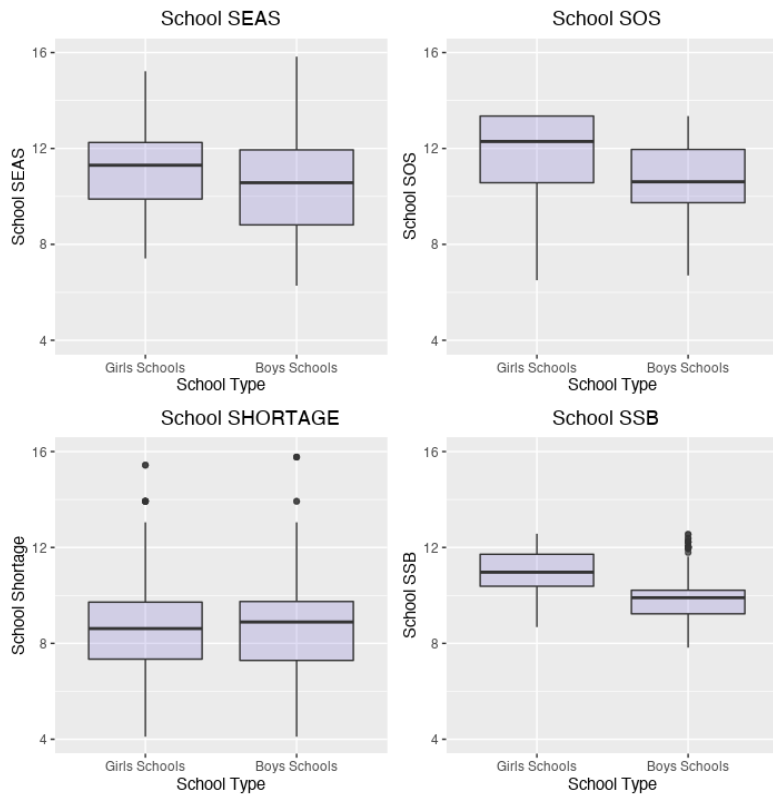 School SEAS
School SEAS
16
12
8
4
Girls Schools
Boys Schools
School Type
School SOS
School SOS
16
12
8
4
Girls Schools
Boys Schools
School Type
School SHORTAGE
School Shortage
16
12
8
4
Girls Schools
Boys Schools
School Type
School SSB
School SSB
16
12
8
4
Girls Schools
Boys Schools
School Type